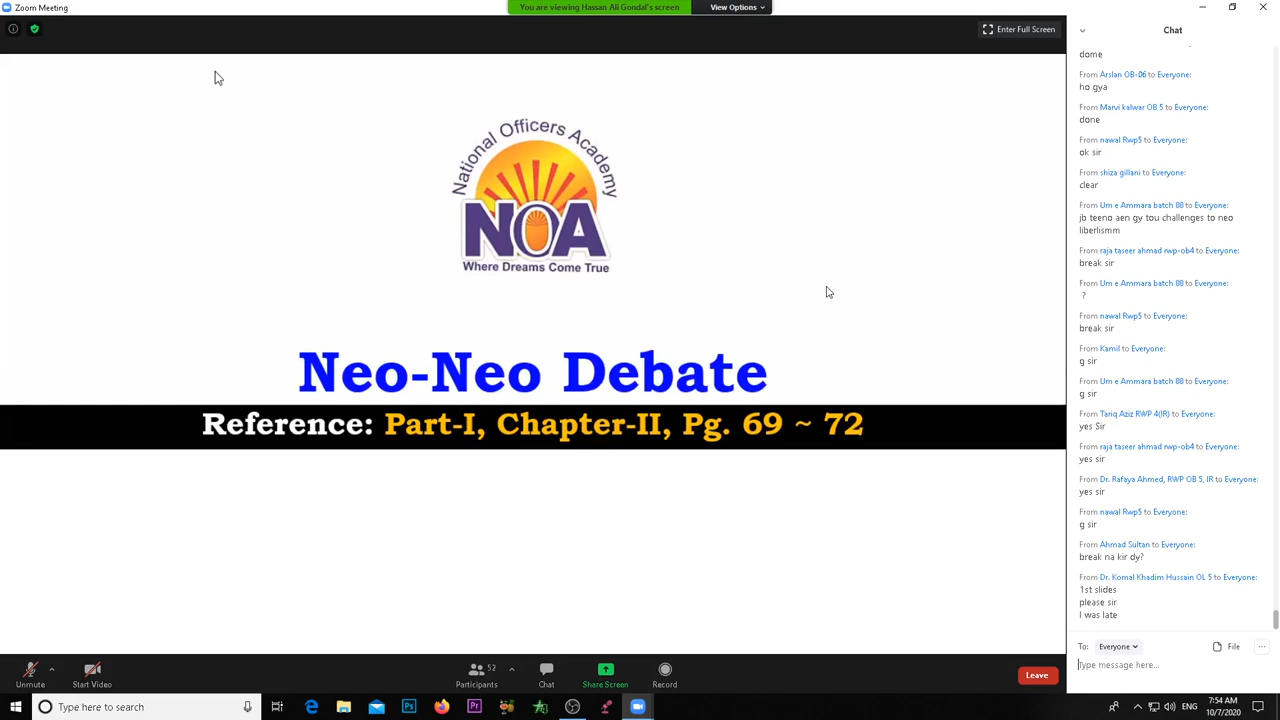 Zoom Meeting
You are viewing Hassan Ali Gondal's screen
View Options
Enter Full Screen
National Officers Academy
NOA
Where Dreams Come True
Neo-Neo Debate
Reference: Part-I, Chapter-II, Pg. 69 ~ 72
Chat
dome
From Arslan OB-06 to Everyone:
ho gya
From Marvi kalwar OB 5 to Everyone:
done
From nawal Rwp5 to Everyone:
ok sir
From shiza gillani to Everyone:
clear
From Um e Ammara batch 88 to Everyone:
jb teeno aen gy tou challenges to neo
liberlismm
From raja taseer ahmad rwp-ob4 to Everyone:
break sir
From Um e Ammara batch 88 to Everyone:
?
From nawal Rwp5 to Everyone:
break sir
From Kamil to Everyone:
g sir
From Um e Ammara batch 88 to Everyone:
g sir
From Tariq Aziz RWP 4(IR) to Everyone:
yes Sir
From raja taseer ahmad rwp-ob4 to Everyone:
yes sir
From Dr. Rafaya Ahmed, RWP OB 5, IR to Everyone:
yes sir
From nawal Rwp5 to Everyone:
g sir
From Ahmad Sultan to Everyone:
break na kir dy?
From Dr. Komal Khadim Hussain OL 5 to Everyone:
1st slides
please sir
I was late
To: Everyone
File
Type message here...
Unmute
Start Video
52
Participants
Chat
Share Screen
Record
Leave
Type here to search
ENG
7:54 AM
10/7/2020